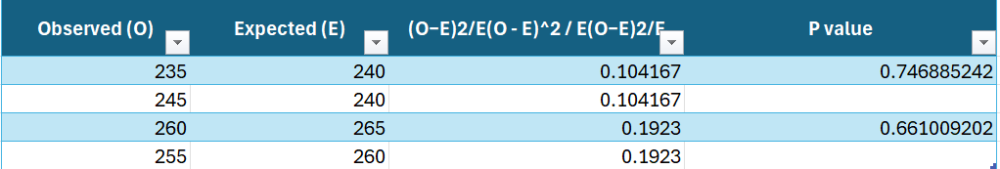 Observed (O) Expected (E) (O−E)2/E(O - E)^2 / E(O−E)2/E P value
235 240 0.104167 0.746885242
245 240 0.104167
260 265 0.1923 0.661009202
255 260 0.1923